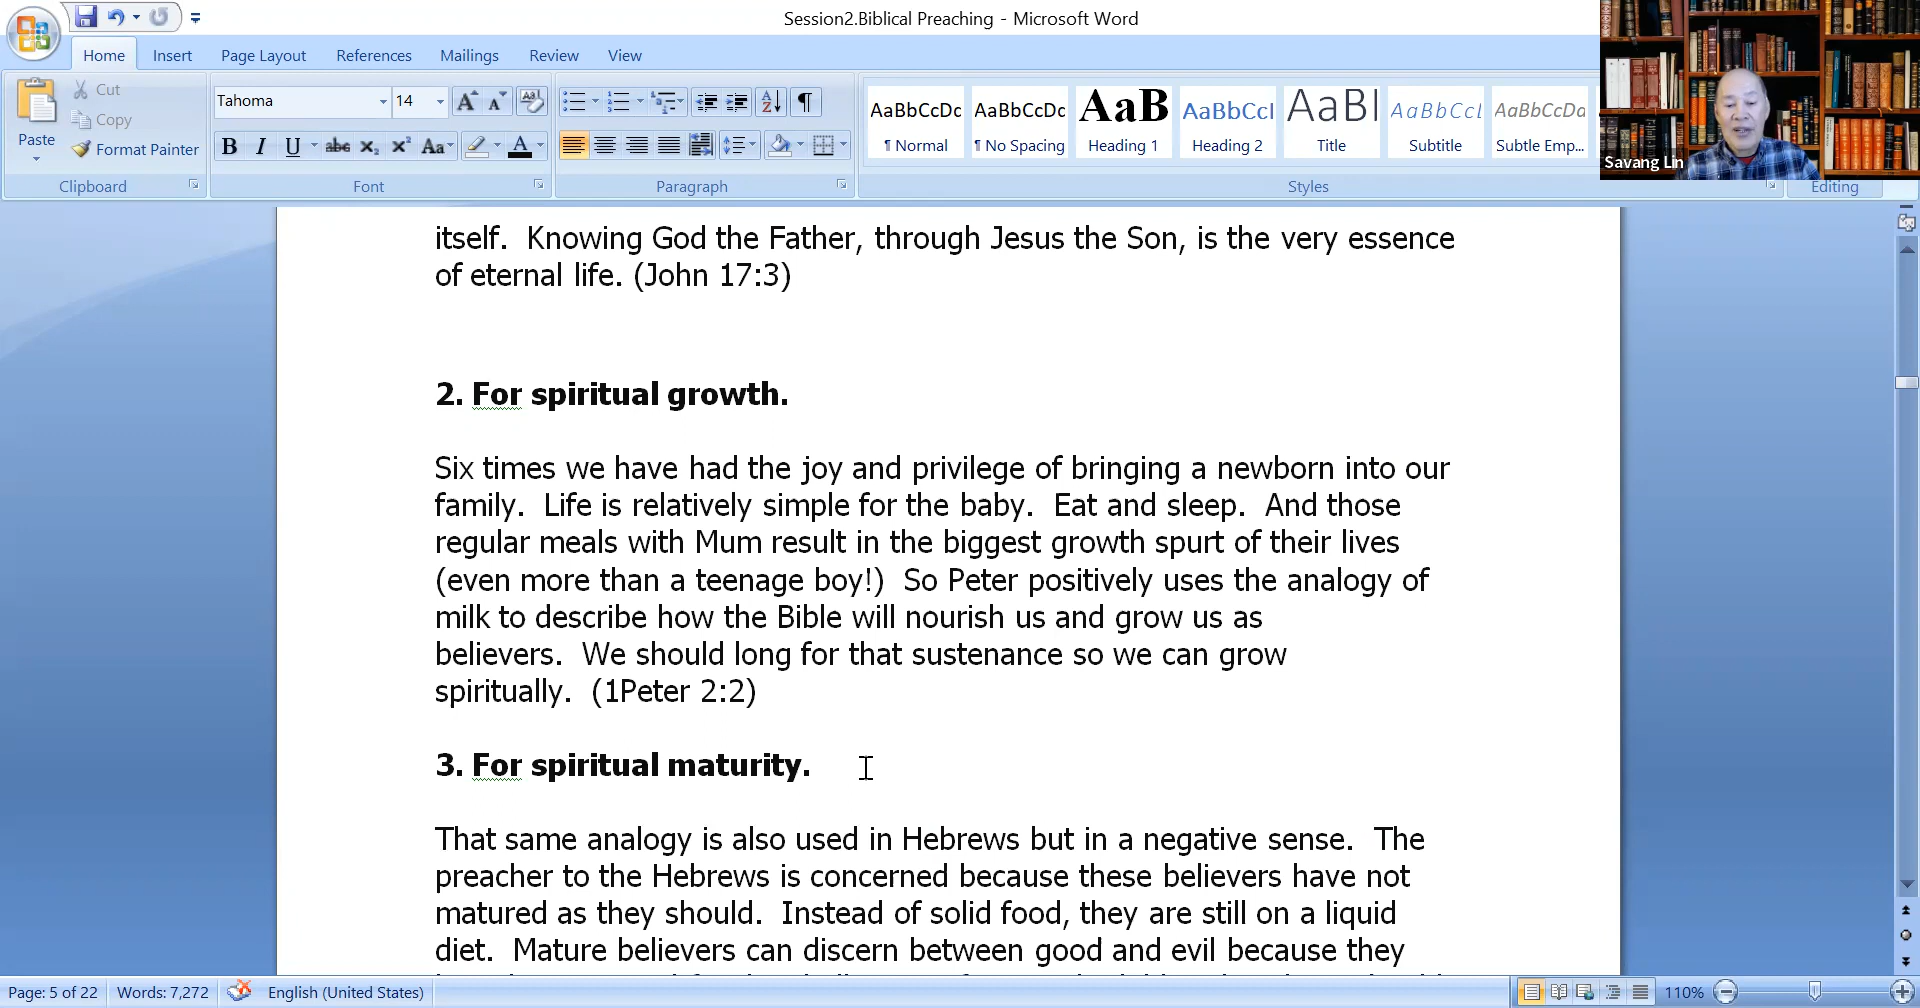 Session2.Biblical Preaching - Microsoft Word
Home Insert Page Layout References Mailings Review View
Paste
Cut
Copy
Format Painter
Clipboard
Tahoma 14
B I U abc x₂ x² Aa A
Font
Paragraph
AaBbCcDc AaBbCcDc AaB AaBbCcI AaBl AaBbCcL AaBbCcDa
¶ Normal ¶ No Spacing Heading 1 Heading 2 Title Subtitle Subtle Emp...
Styles
Editing
Savang Lin
itself. Knowing God the Father, through Jesus the Son, is the very essence
of eternal life. (John 17:3)
2. For spiritual growth.
Six times we have had the joy and privilege of bringing a newborn into our
family. Life is relatively simple for the baby. Eat and sleep. And those
regular meals with Mum result in the biggest growth spurt of their lives
(even more than a teenage boy!) So Peter positively uses the analogy of
milk to describe how the Bible will nourish us and grow us as
believers. We should long for that sustenance so we can grow
spiritually. (1Peter 2:2)
3. For spiritual maturity.
That same analogy is also used in Hebrews but in a negative sense. The
preacher to the Hebrews is concerned because these believers have not
matured as they should. Instead of solid food, they are still on a liquid
diet. Mature believers can discern between good and evil because they
Page: 5 of 22 Words: 7,272 English (United States) 110%